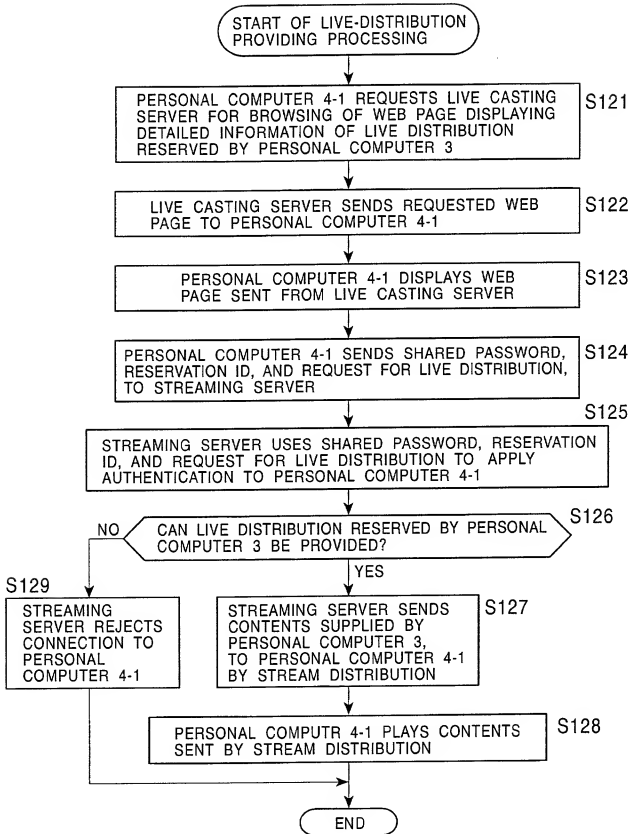 START OF LIVE-DISTRIBUTION
PROVIDING PROCESSING
S121
PERSONAL COMPUTER 4-1 REQUESTS LIVE CASTING
SERVER FOR BROWSING OF WEB PAGE DISPLAYING
DETAILED INFORMATION OF LIVE DISTRIBUTION
RESERVED BY PERSONAL COMPUTER 3
S122
LIVE CASTING SERVER SENDS REQUESTED WEB
PAGE TO PERSONAL COMPUTER 4-1
S123
PERSONAL COMPUTER 4-1 DISPLAYS WEB
PAGE SENT FROM LIVE CASTING SERVER
S124
PERSONAL COMPUTER 4-1 SENDS SHARED PASSWORD,
RESERVATION ID, AND REQUEST FOR LIVE DISTRIBUTION,
TO STREAMING SERVER
S125
STREAMING SERVER USES SHARED PASSWORD, RESERVATION
ID, AND REQUEST FOR LIVE DISTRIBUTION TO APPLY
AUTHENTICATION TO PERSONAL COMPUTER 4-1
S126
CAN LIVE DISTRIBUTION RESERVED BY PERSONAL
COMPUTER 3 BE PROVIDED?
NO
YES
S129
STREAMING
SERVER REJECTS
CONNECTION TO
PERSONAL
COMPUTER 4-1
S127
STREAMING SERVER SENDS
CONTENTS SUPPLIED BY
PERSONAL COMPUTER 3,
TO PERSONAL COMPUTER 4-1
BY STREAM DISTRIBUTION
S128
PERSONAL COMPUTR 4-1 PLAYS CONTENTS
SENT BY STREAM DISTRIBUTION
END